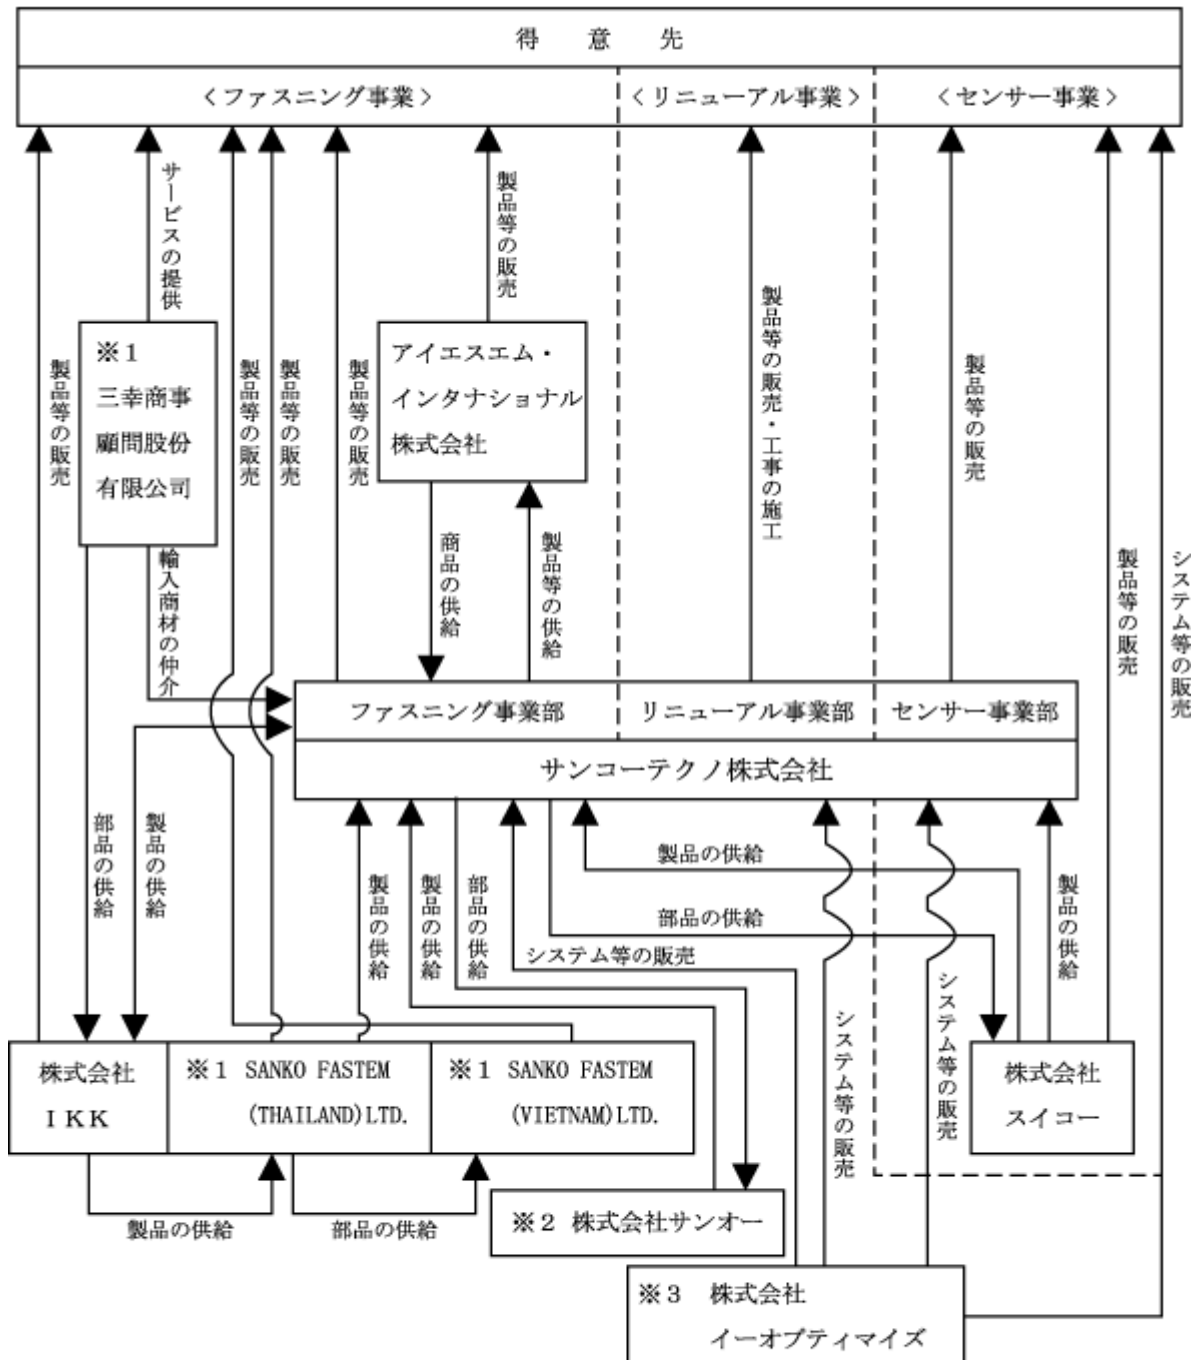 得意先
＜ファスニング事業＞
＜リニューアル事業＞
＜センサー事業＞
サービスの提供
製品等の販売
※1
三幸商事
顧問股份
有限公司
アイエスエム・
インタナショナル
株式会社
製品等の販売
製品等の販売
製品等の販売
製品等の販売
製品等の販売・工事の施工
製品等の販売
輸入商材の仲介
商品の供給
製品等の供給
製品等の販売
システム等の販売
ファスニング事業部
リニューアル事業部
センサー事業部
サンコーテクノ株式会社
部品の供給
製品の供給
製品の供給
製品の供給
部品の供給
製品の供給
部品の供給
システム等の販売
製品の供給
システム等の販売
システム等の販売
株式会社
ＩＫＫ
※1 SANKO FASTEM
(THAILAND)LTD.
※1 SANKO FASTEM
(VIETNAM)LTD.
株式会社
スイコー
製品の供給
部品の供給
※2 株式会社サンオー
※3 株式会社
イーオプティマイズ